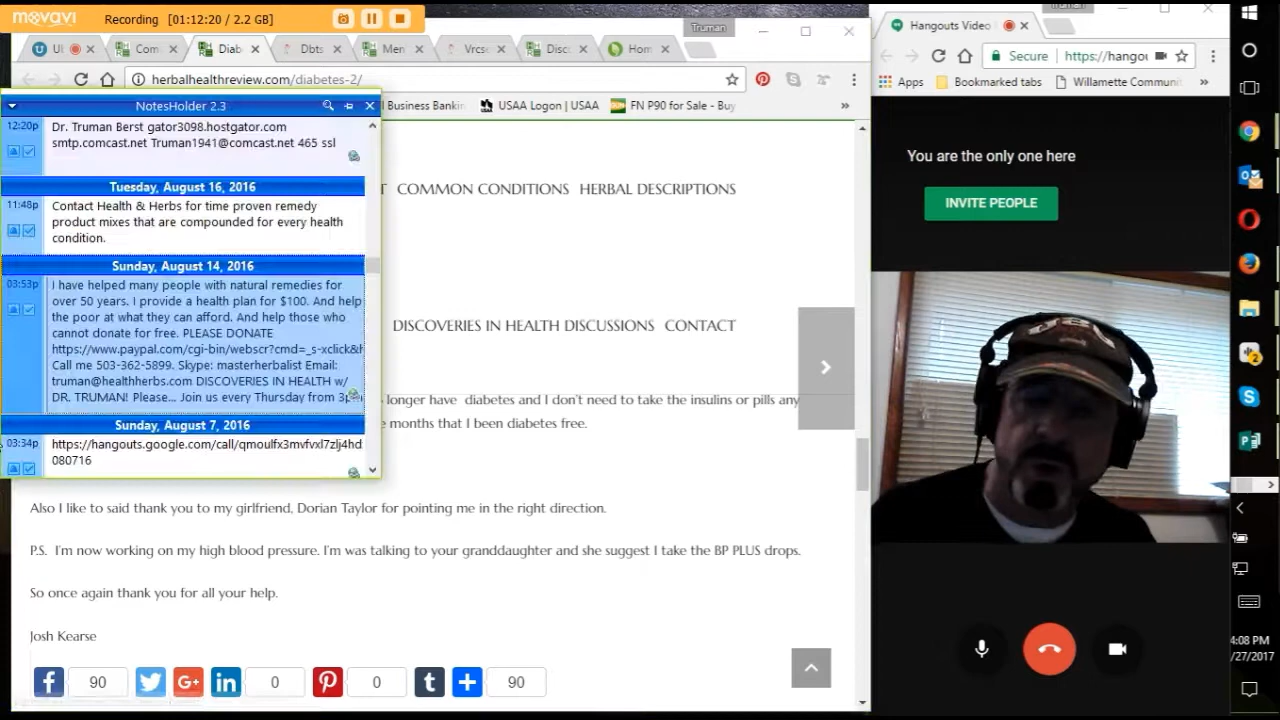 movavi
Recording [01:12:20 / 2.2 GB]
Truman
Truman
UI
Com
Diab
Dbts
Men
Vrcs
Disc
Hom
Hangouts Video
herbalhealthreview.com/diabetes-2/
Secure
https://hangou
Business Bankin
USAA Logon | USAA
FN P90 for Sale - Buy
»
Apps
Bookmarked tabs
Willamette Communi
»
NotesHolder 2.3
12:20p
Dr. Truman Berst gator3098.hostgator.com
smtp.comcast.net Truman1941@comcast.net 465 ssl
Tuesday, August 16, 2016
11:48p
Contact Health & Herbs for time proven remedy
product mixes that are compounded for every health
condition.
Sunday, August 14, 2016
03:53p
I have helped many people with natural remedies for
over 50 years. I provide a health plan for $100. And help
the poor at what they can afford. And help those who
cannot donate for free. PLEASE DONATE
https://www.paypal.com/cgi-bin/webscr?cmd=_s-xclick&h
Call me 503-362-5899. Skype: masterherbalist Email:
truman@healthherbs.com DISCOVERIES IN HEALTH w/
DR. TRUMAN! Please... Join us every Thursday from 3p
Sunday, August 7, 2016
03:34p
https://hangouts.google.com/call/qmoulfx3mvfvxl7zlj4hd
080716
T COMMON CONDITIONS HERBAL DESCRIPTIONS
DISCOVERIES IN HEALTH DISCUSSIONS CONTACT
longer have diabetes and I don't need to take the insulins or pills any
e months that I been diabetes free.
Also I like to said thank you to my girlfriend, Dorian Taylor for pointing me in the right direction.
P.S. I'm now working on my high blood pressure. I'm was talking to your granddaughter and she suggest I take the BP PLUS drops.
So once again thank you for all your help.
Josh Kearse
90
0
0
90
You are the only one here
INVITE PEOPLE
4:08 PM
/27/2017